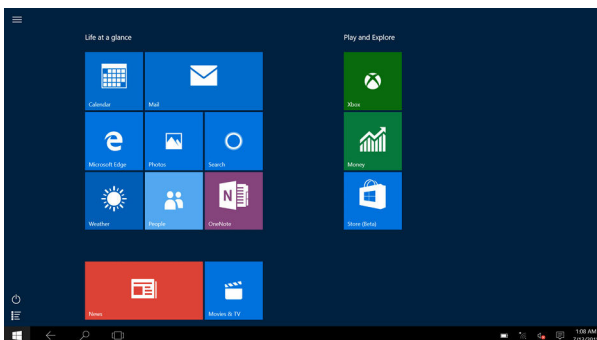 Life at a glance
Play and Explore
Calendar
Mail
Xbox
Microsoft Edge
Photos
Search
Money
Weather
People
OneNote
Store (Beta)
News
Movies & TV
1:08 AM